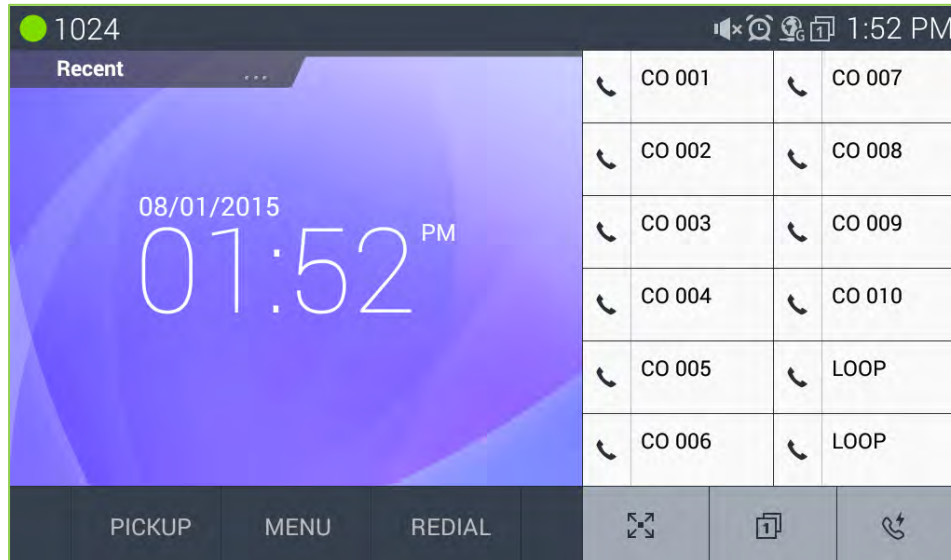 1024 1:52 PM
Recent ...
08/01/2015
01:52 PM
CO 001 CO 007
CO 002 CO 008
CO 003 CO 009
CO 004 CO 010
CO 005 LOOP
CO 006 LOOP
PICKUP MENU REDIAL 1